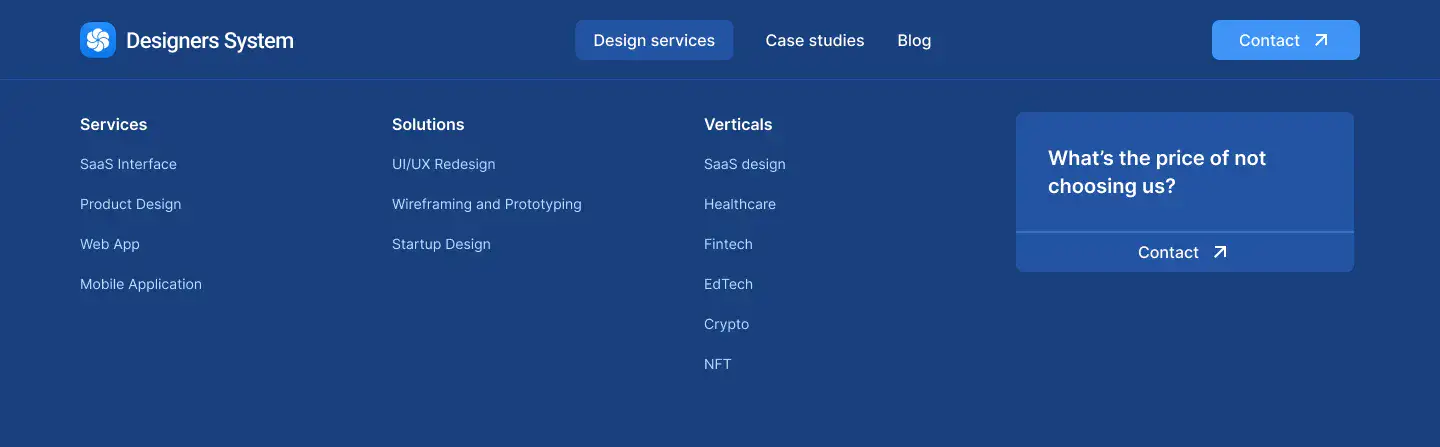 Designers System
Design services
Case studies
Blog
Contact
Services
SaaS Interface
Product Design
Web App
Mobile Application
Solutions
UI/UX Redesign
Wireframing and Prototyping
Startup Design
Verticals
SaaS design
Healthcare
Fintech
EdTech
Crypto
NFT
What’s the price of not
choosing us?
Contact